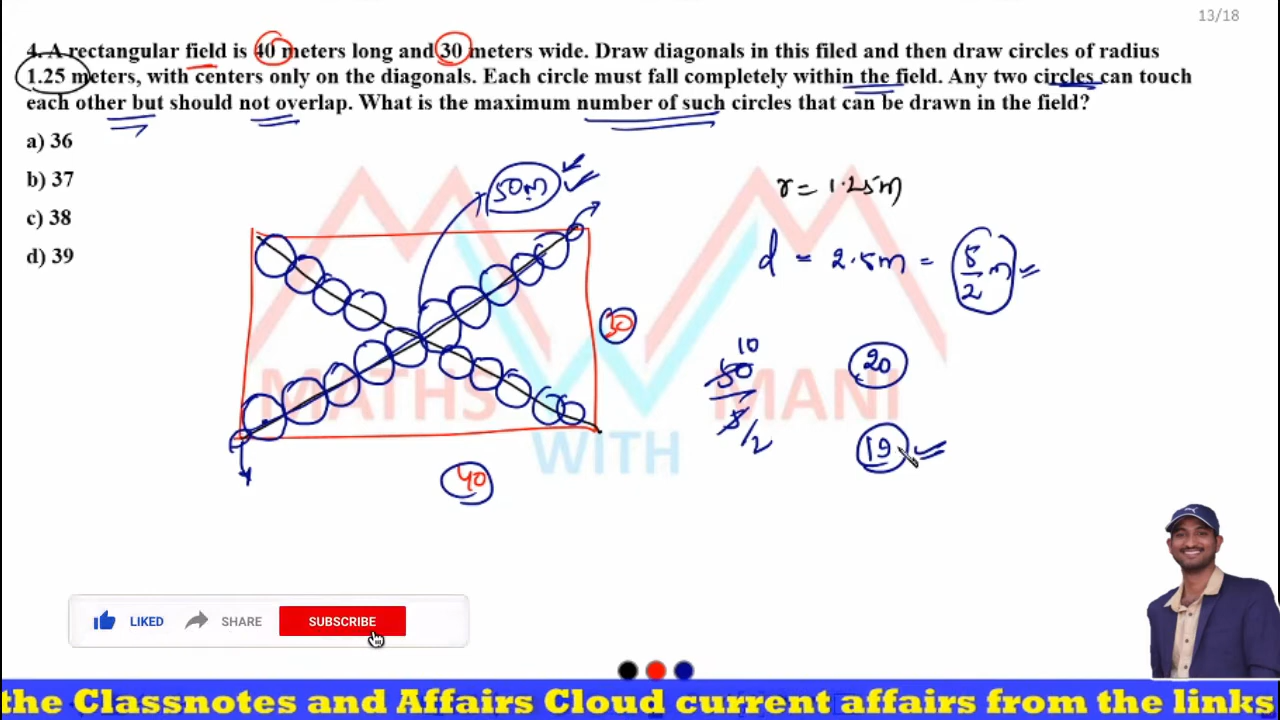 13/18
4. A rectangular field is 40 meters long and 30 meters wide. Draw diagonals in this filed and then draw circles of radius
1.25 meters, with centers only on the diagonals. Each circle must fall completely within the field. Any two circles can touch
each other but should not overlap. What is the maximum number of such circles that can be drawn in the field?
a) 36
b) 37
c) 38
d) 39
50m
r = 1.25m
d = 2.5m = 5/2 m =
30
10
50
5/2
20
19
40
MATHS MANI
WITH
LIKED SHARE SUBSCRIBE
the Classnotes and Affairs Cloud current affairs from the links